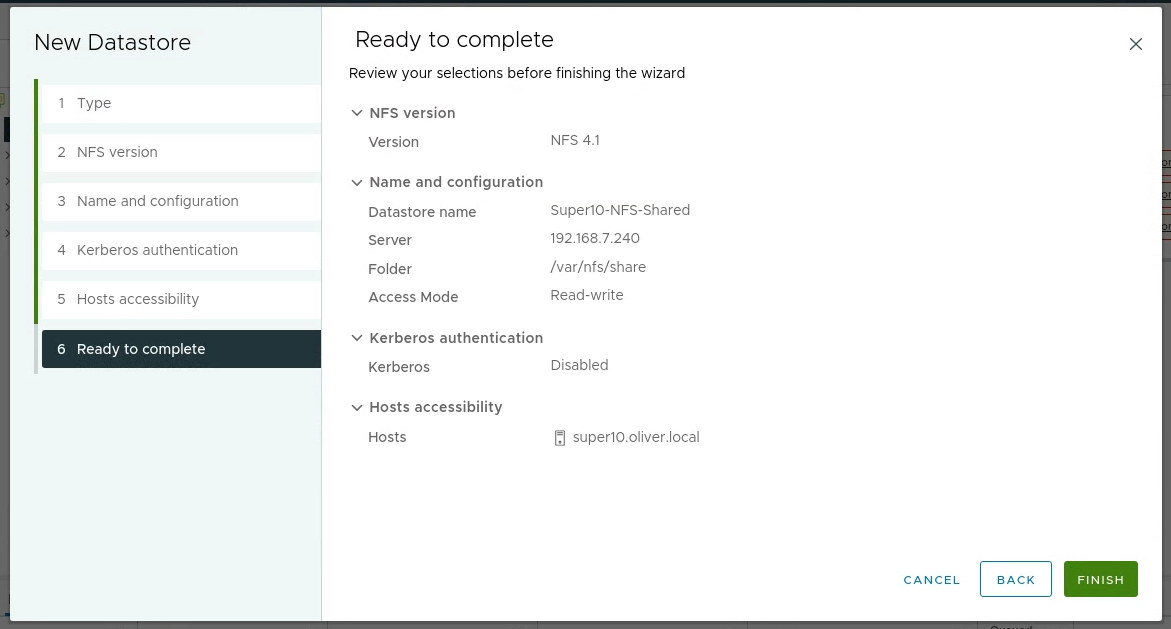 New Datastore
1 Type
2 NFS version
3 Name and configuration
4 Kerberos authentication
5 Hosts accessibility
6 Ready to complete
Ready to complete
Review your selections before finishing the wizard
NFS version
Version NFS 4.1
Name and configuration
Datastore name Super10-NFS-Shared
Server 192.168.7.240
Folder /var/nfs/share
Access Mode Read-write
Kerberos authentication
Kerberos Disabled
Hosts accessibility
Hosts super10.oliver.local
CANCEL BACK FINISH